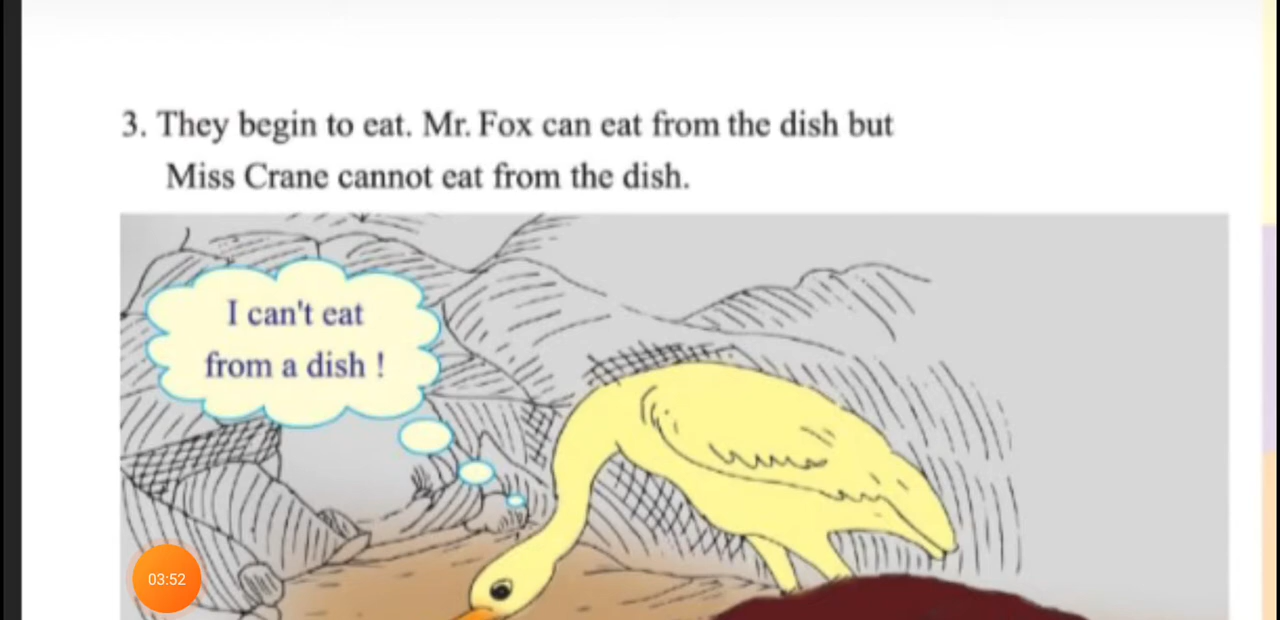 3. They begin to eat. Mr. Fox can eat from the dish but
Miss Crane cannot eat from the dish.
I can't eat
from a dish !
03:52